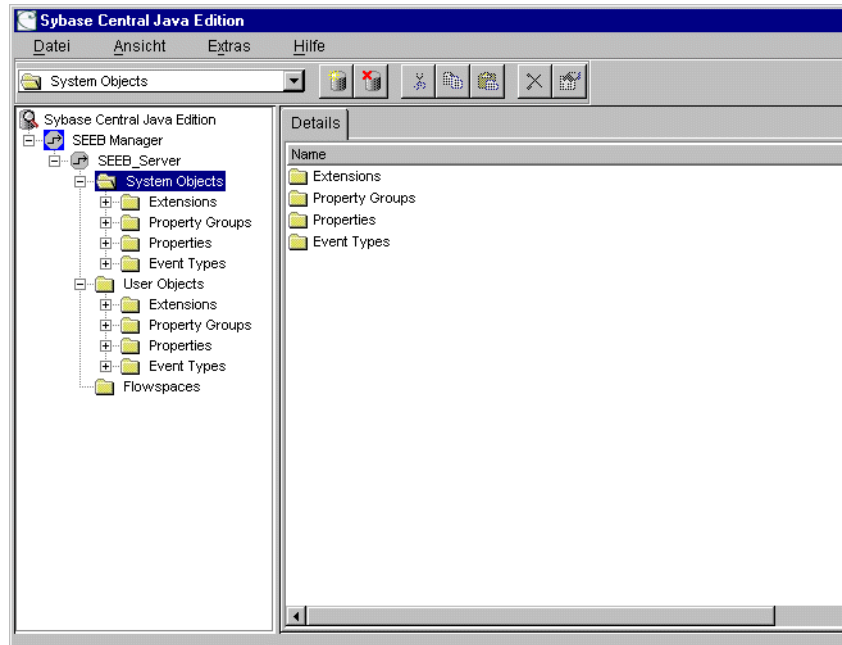 Sybase Central Java Edition
Datei Ansicht Extras Hilfe
System Objects
Sybase Central Java Edition
SEEB Manager
SEEB_Server
System Objects
Extensions
Property Groups
Properties
Event Types
User Objects
Extensions
Property Groups
Properties
Event Types
Flowspaces
Details
Name
Extensions
Property Groups
Properties
Event Types